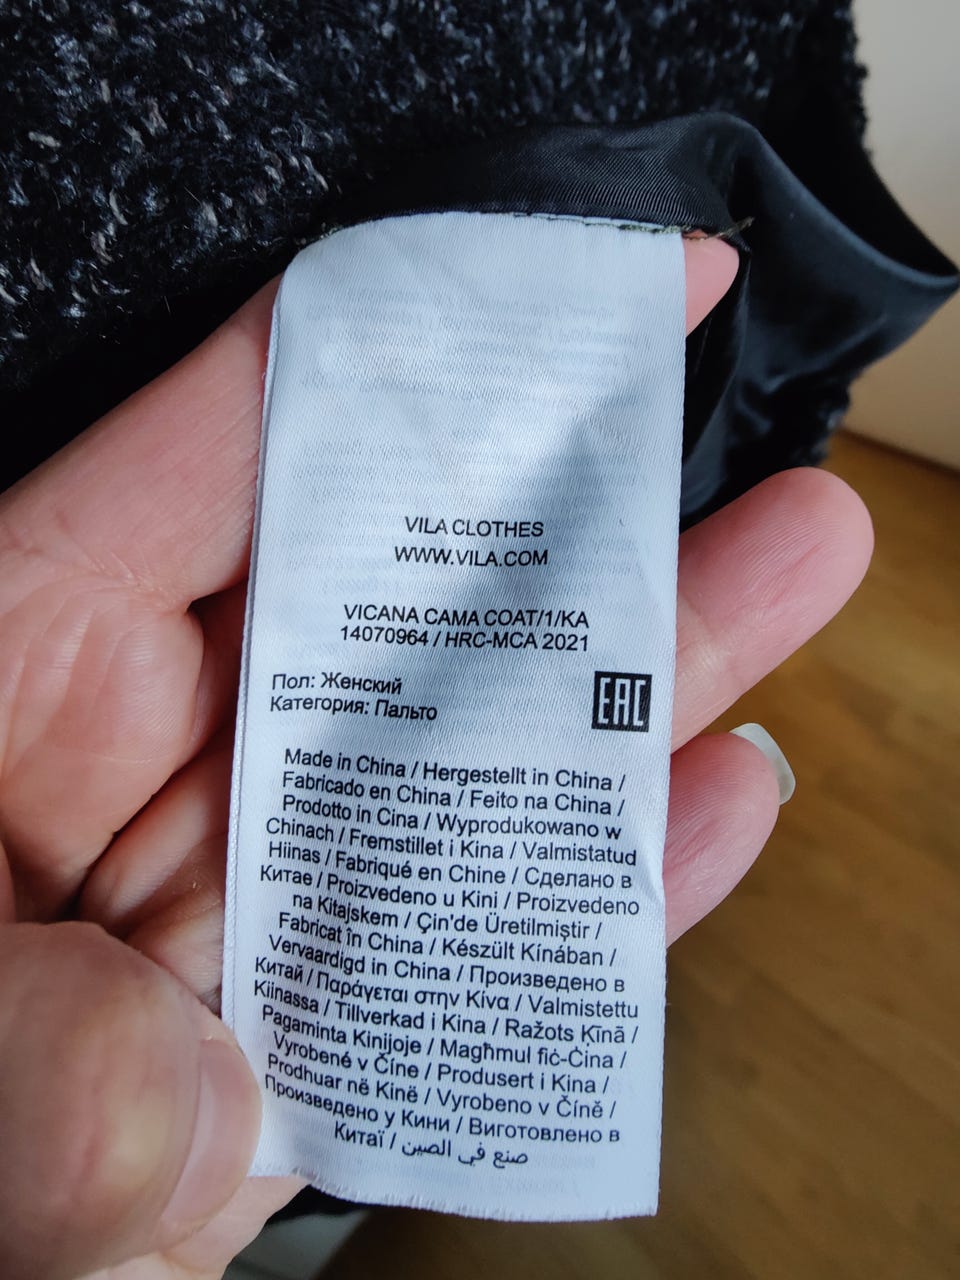 VILA CLOTHES
WWW.VILA.COM
VICANA CAMA COAT/1/KA
14070964 / HRC-MCA 2021
Пол: Женский
Категория: Пальто
EAC
Made in China / Hergestellt in China /
Fabricado en China / Feito na China /
Prodotto in Cina / Wyprodukowano w
Chinach / Fremstillet i Kina / Valmistatud
Hiinas / Fabriqué en Chine / Сделано в
Китае / Proizvedeno u Kini / Proizvedeno
na Kitajskem / Çin'de Üretilmiştir /
Fabricat în China / Készült Kínában /
Vervaardigd in China / Произведено в
Китай / Παράγεται στην Κίνα / Valmistettu
Kiinassa / Tillverkad i Kina / Ražots Ķīnā /
Pagaminta Kinijoje / Magħmul fiċ-Ċina /
Vyrobené v Číne / Produsert i Kina /
Prodhuar në Kinë / Vyrobeno v Číně /
Произведено у Кини / Виготовлено в
Китаї / صنع في الصين